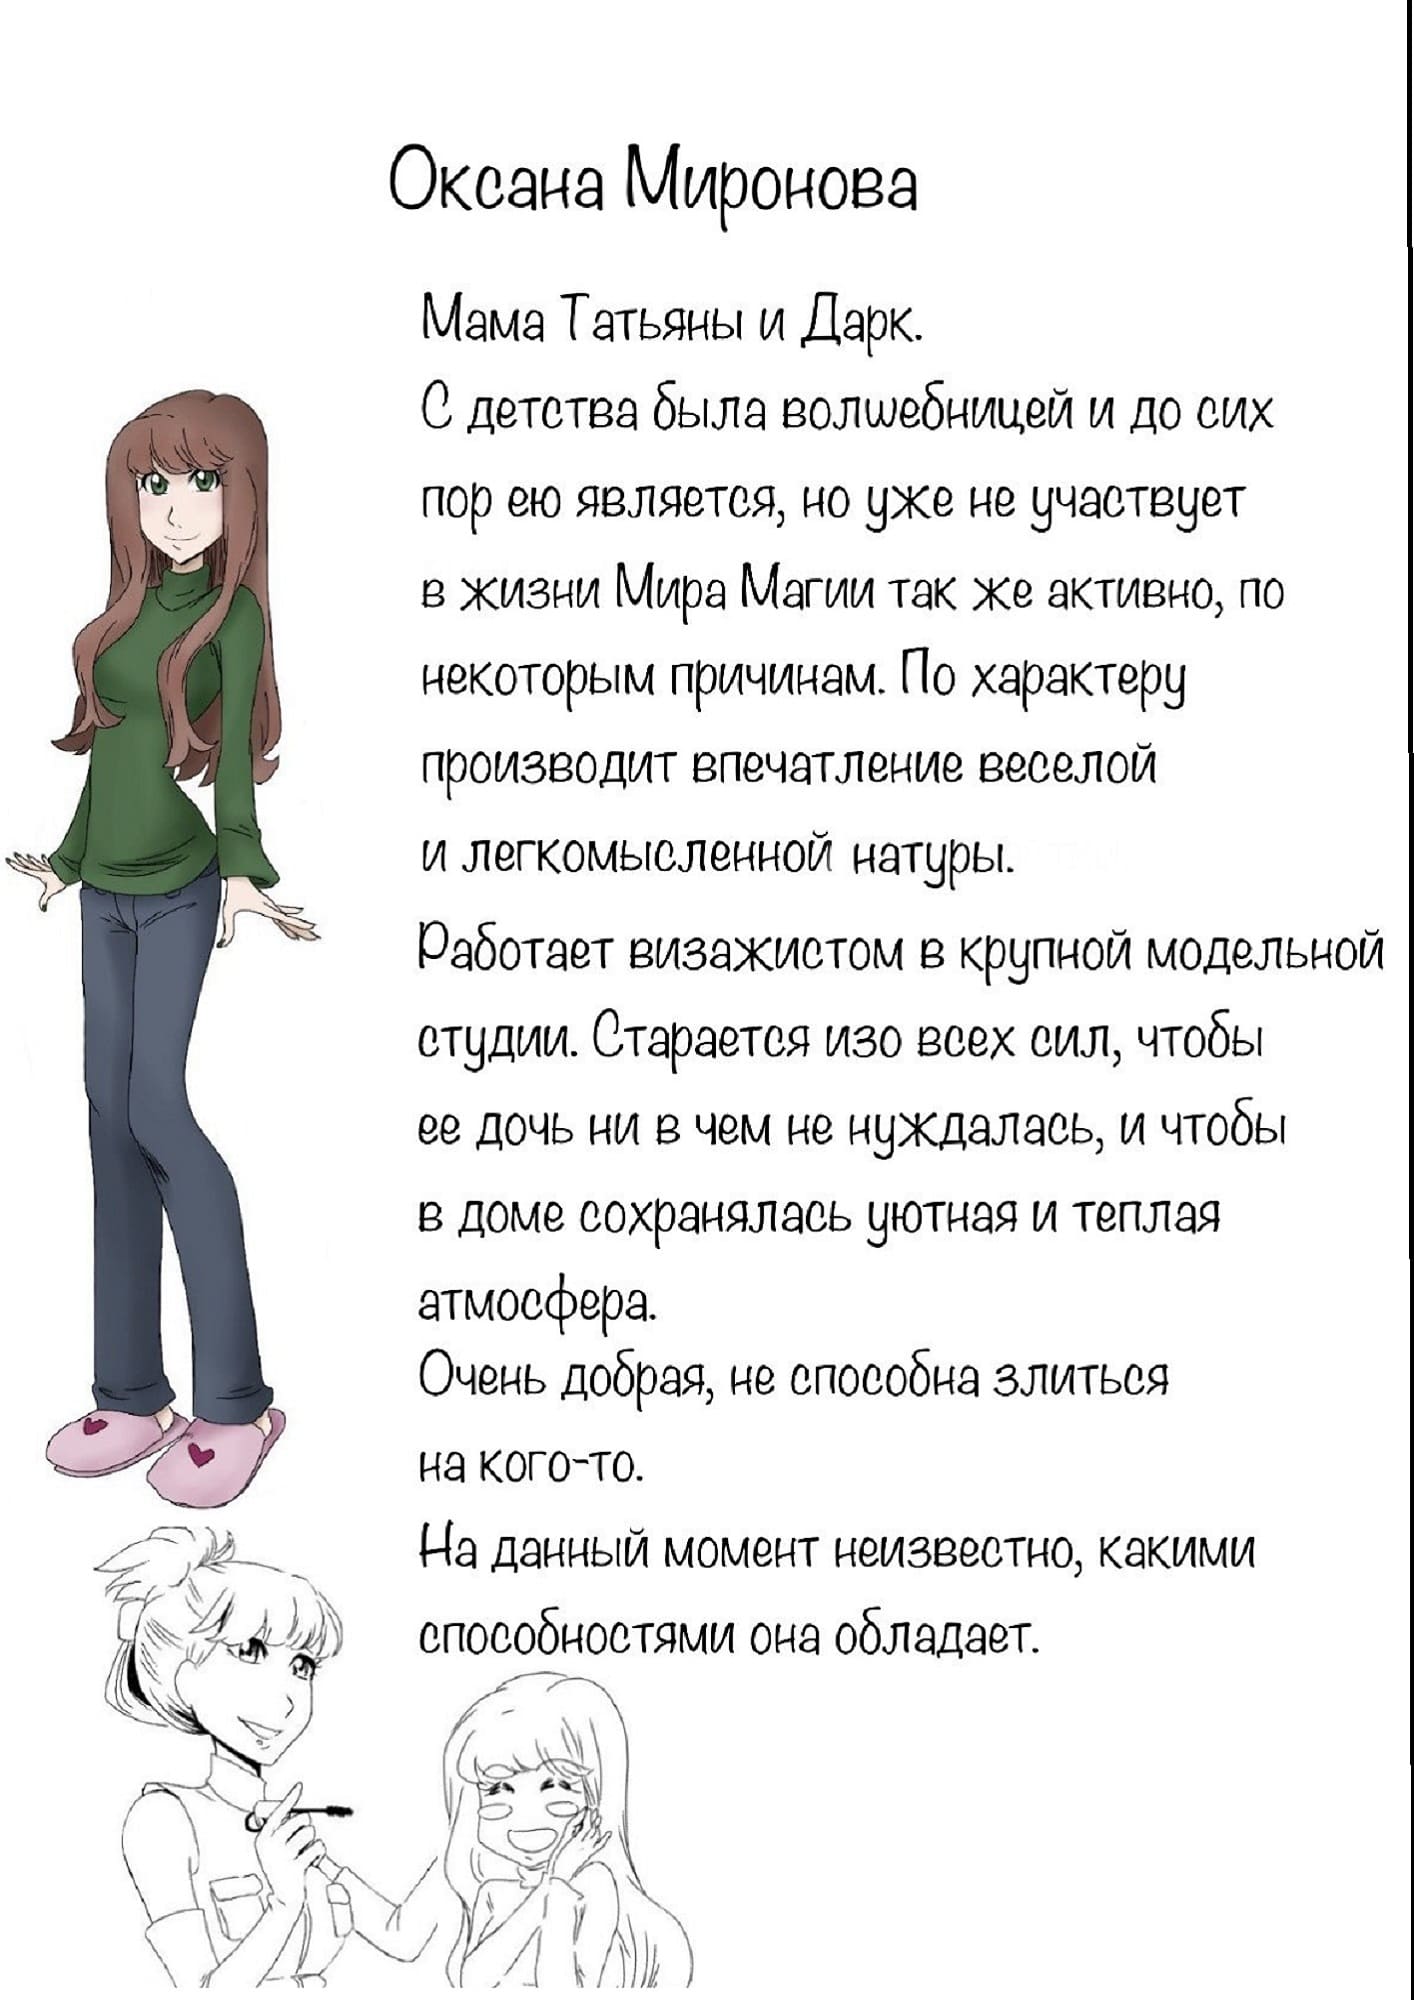 Оксана Миронова
Мама Татьяны и Дарк.
С детства была волшебницей и до сих
пор ею является, но уже не участвует
в жизни Мира Магии так же активно, по
некоторым причинам. По характеру
производит впечатление веселой
и легкомысленной натуры.
Работает визажистом в крупной модельной
студии. Старается изо всех сил, чтобы
ее дочь ни в чем не нуждалась, и чтобы
в доме сохранялась уютная и теплая
атмосфера.
Очень добрая, не способна злиться
на кого-то.
На данный момент неизвестно, какими
способностями она обладает.